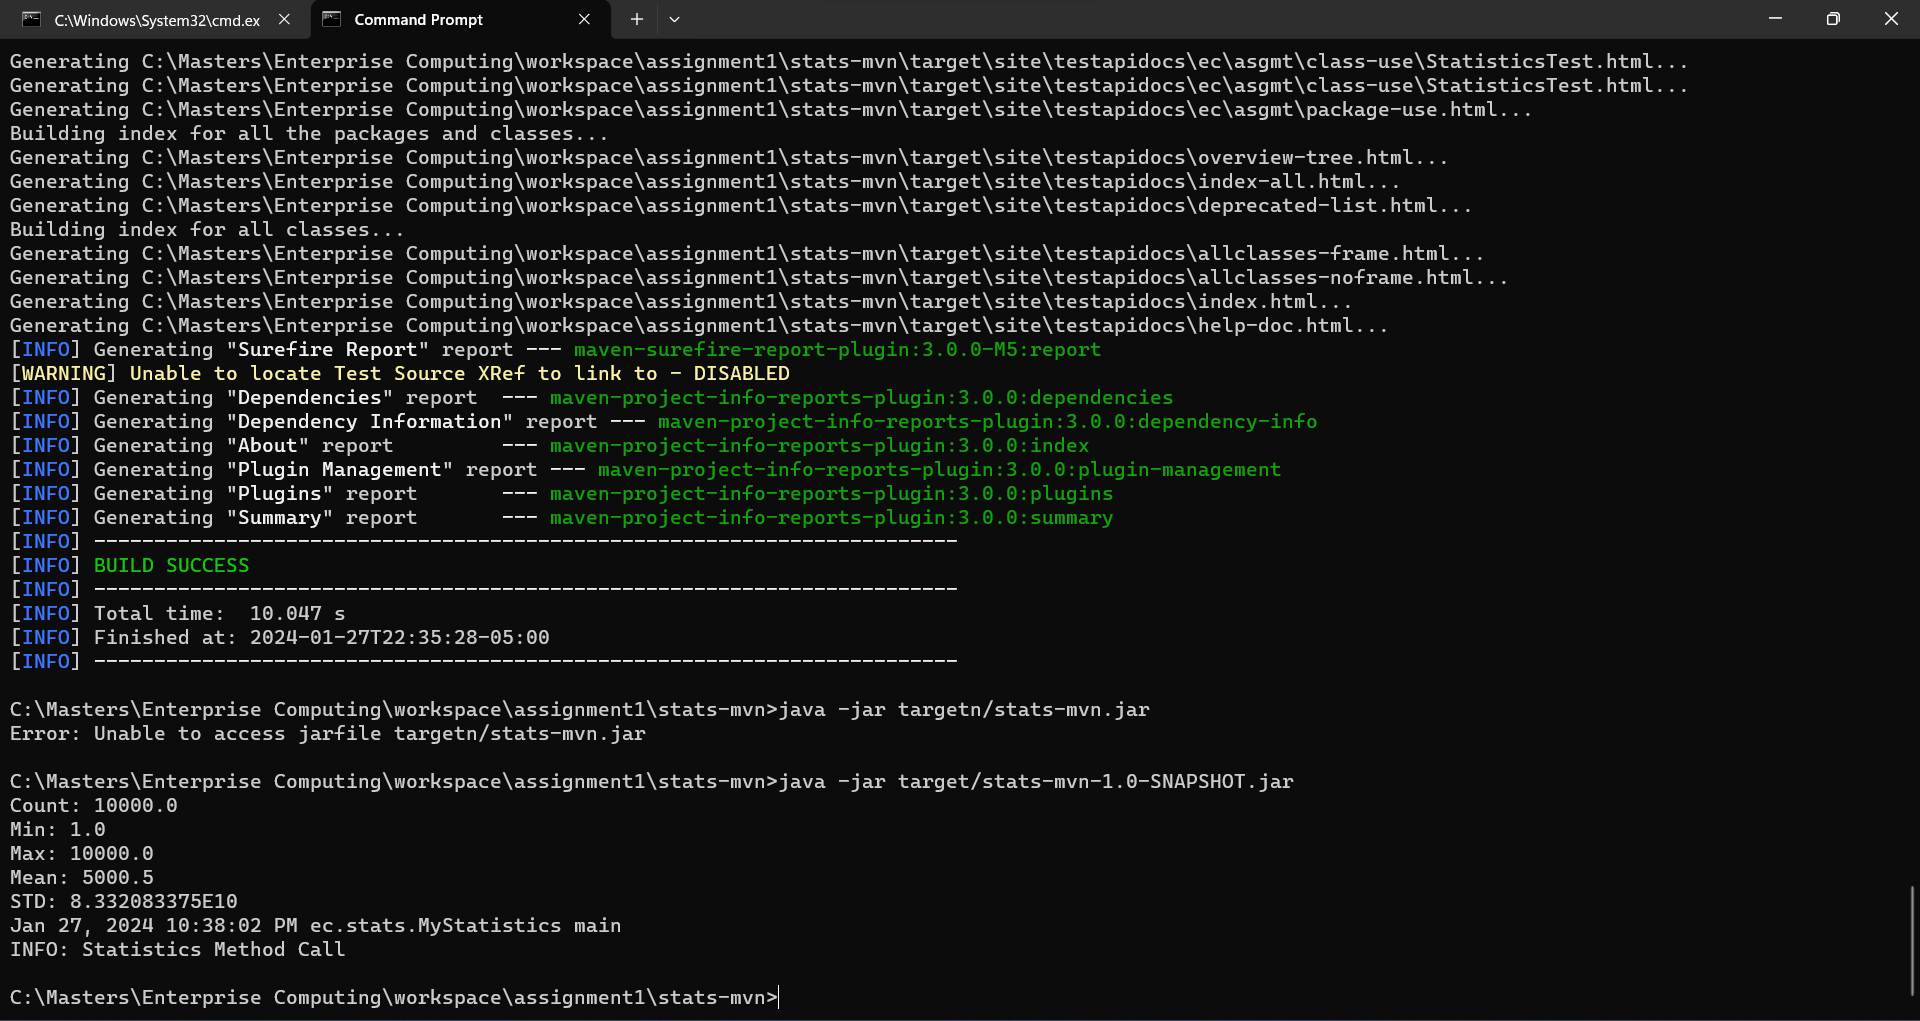 C:\Windows\System32\cmd.ex
Command Prompt
Generating C:\Masters\Enterprise Computing\workspace\assignment1\stats-mvn\target\site\testapidocs\ec\asgmt\class-use\StatisticsTest.html...
Generating C:\Masters\Enterprise Computing\workspace\assignment1\stats-mvn\target\site\testapidocs\ec\asgmt\class-use\StatisticsTest.html...
Generating C:\Masters\Enterprise Computing\workspace\assignment1\stats-mvn\target\site\testapidocs\ec\asgmt\package-use.html...
Building index for all the packages and classes...
Generating C:\Masters\Enterprise Computing\workspace\assignment1\stats-mvn\target\site\testapidocs\overview-tree.html...
Generating C:\Masters\Enterprise Computing\workspace\assignment1\stats-mvn\target\site\testapidocs\index-all.html...
Generating C:\Masters\Enterprise Computing\workspace\assignment1\stats-mvn\target\site\testapidocs\deprecated-list.html...
Building index for all classes...
Generating C:\Masters\Enterprise Computing\workspace\assignment1\stats-mvn\target\site\testapidocs\allclasses-frame.html...
Generating C:\Masters\Enterprise Computing\workspace\assignment1\stats-mvn\target\site\testapidocs\allclasses-noframe.html...
Generating C:\Masters\Enterprise Computing\workspace\assignment1\stats-mvn\target\site\testapidocs\index.html...
Generating C:\Masters\Enterprise Computing\workspace\assignment1\stats-mvn\target\site\testapidocs\help-doc.html...
[INFO] Generating "Surefire Report" report --- maven-surefire-report-plugin:3.0.0-M5:report
[WARNING] Unable to locate Test Source XRef to link to - DISABLED
[INFO] Generating "Dependencies" report  --- maven-project-info-reports-plugin:3.0.0:dependencies
[INFO] Generating "Dependency Information" report --- maven-project-info-reports-plugin:3.0.0:dependency-info
[INFO] Generating "About" report         --- maven-project-info-reports-plugin:3.0.0:index
[INFO] Generating "Plugin Management" report --- maven-project-info-reports-plugin:3.0.0:plugin-management
[INFO] Generating "Plugins" report       --- maven-project-info-reports-plugin:3.0.0:plugins
[INFO] Generating "Summary" report       --- maven-project-info-reports-plugin:3.0.0:summary
[INFO] ------------------------------------------------------------------------
[INFO] BUILD SUCCESS
[INFO] ------------------------------------------------------------------------
[INFO] Total time:  10.047 s
[INFO] Finished at: 2024-01-27T22:35:28-05:00
[INFO] ------------------------------------------------------------------------
C:\Masters\Enterprise Computing\workspace\assignment1\stats-mvn>java -jar targetn/stats-mvn.jar
Error: Unable to access jarfile targetn/stats-mvn.jar
C:\Masters\Enterprise Computing\workspace\assignment1\stats-mvn>java -jar target/stats-mvn-1.0-SNAPSHOT.jar
Count: 10000.0
Min: 1.0
Max: 10000.0
Mean: 5000.5
STD: 8.332083375E10
Jan 27, 2024 10:38:02 PM ec.stats.MyStatistics main
INFO: Statistics Method Call
C:\Masters\Enterprise Computing\workspace\assignment1\stats-mvn>